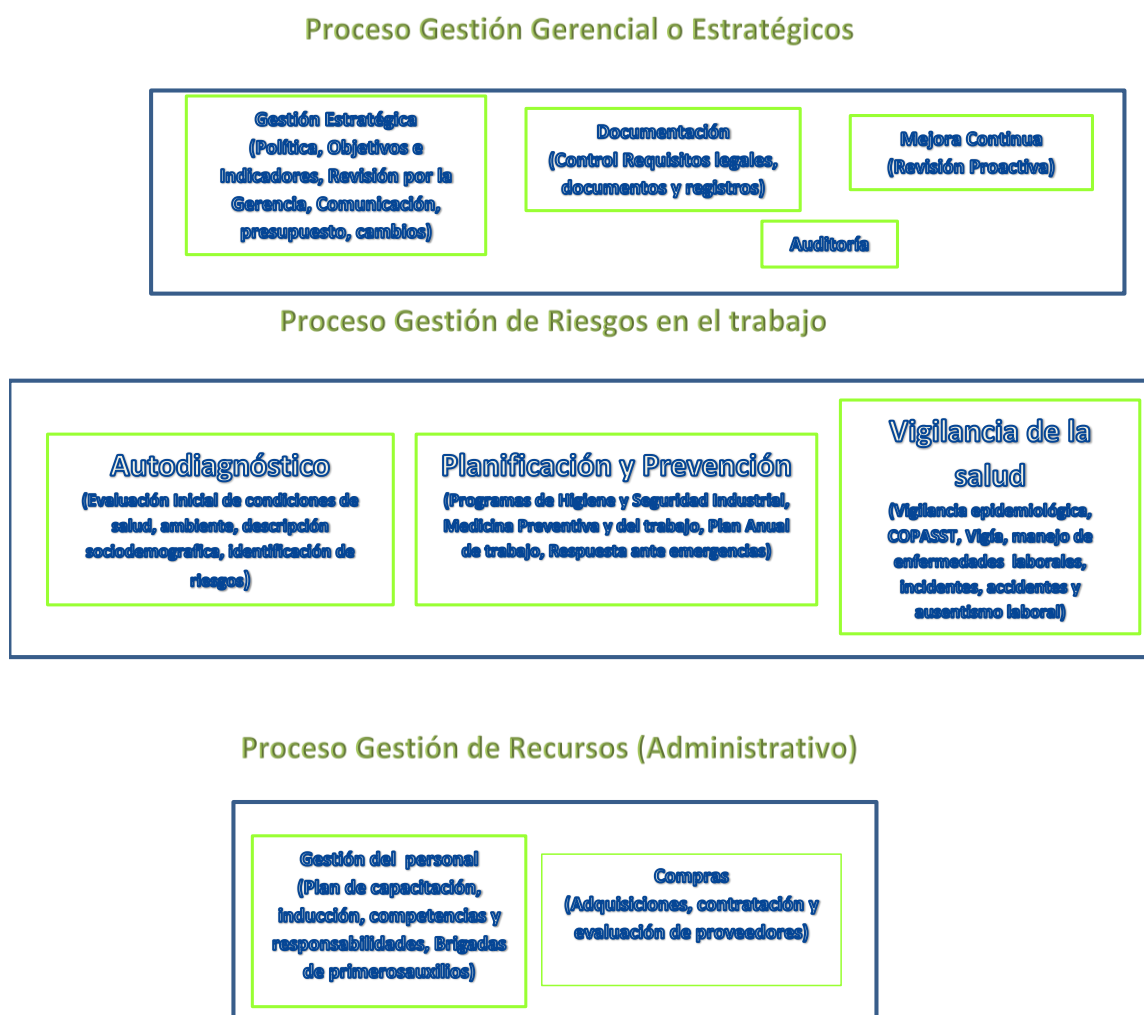 Proceso Gestión Gerencial o Estratégicos
Gestión Estratégica
(Política, Objetivos e
Indicadores, Revisión por la
Gerencia, Comunicación,
presupuesto, cambios)
Documentación
(Control Requisitos legales,
documentos y registros)
Mejora Continua
(Revisión Proactiva)
Auditoría
Proceso Gestión de Riesgos en el trabajo
Autodiagnóstico
(Evaluación Inicial de condiciones de
salud, ambiente, descripción
sociodemografica, Identificación de
riesgos)
Planificación y Prevención
(Programas de Higiene y Seguridad Industrial,
Medicina Preventiva y del trabajo, Plan Anual
de trabajo, Respuesta ante emergencias)
Vigilancia de la
salud
(Vigilancia epidemiológica,
COPASST, Vigía, manejo de
enfermedades laborales,
incidentes, accidentes y
ausentismo laboral)
Proceso Gestión de Recursos (Administrativo)
Gestión del personal
(Plan de capacitación,
inducción, competencias y
responsabilidades, Brigadas
de primerosauxilios)
Compras
(Adquisiciones, contratación y
evaluación de proveedores)